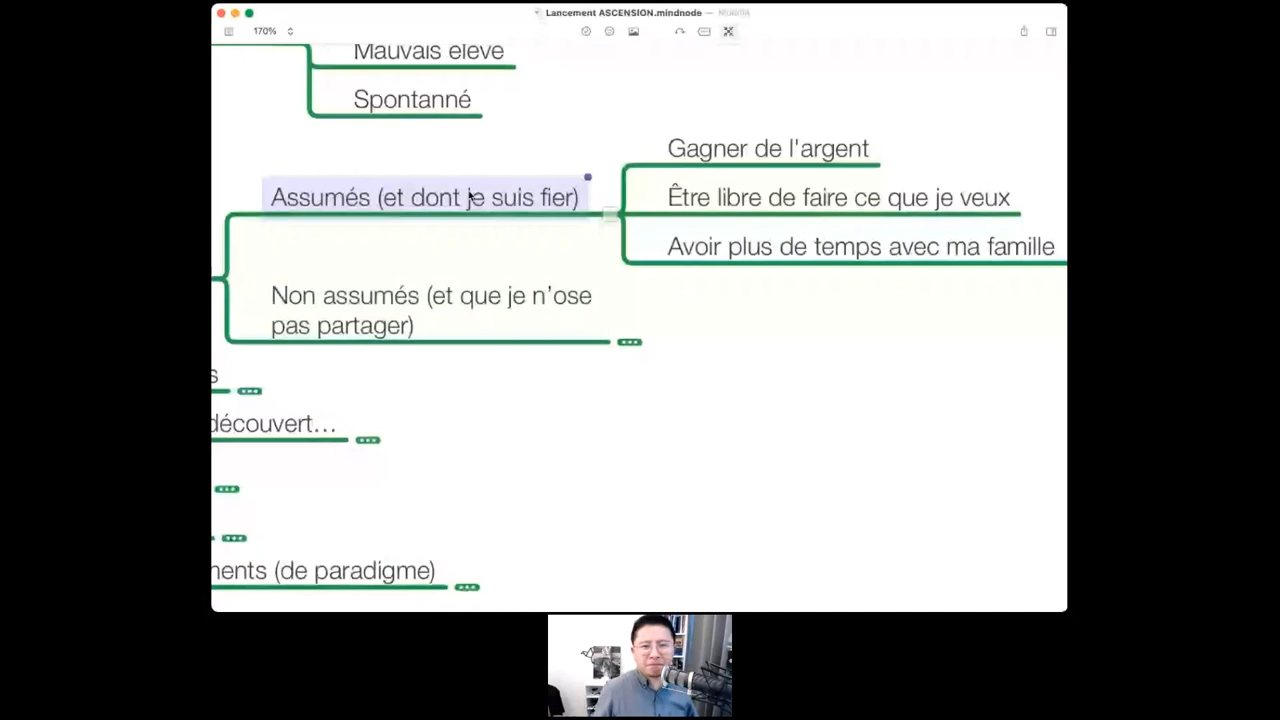 Lancement ASCENSION.mindnode —
170%
Mauvais élève
Spontanné
Gagner de l'argent
Assumés (et dont je suis fier)
Être libre de faire ce que je veux
Avoir plus de temps avec ma famille
Non assumés (et que je n’ose
pas partager)
s
découvert...
ments (de paradigme)